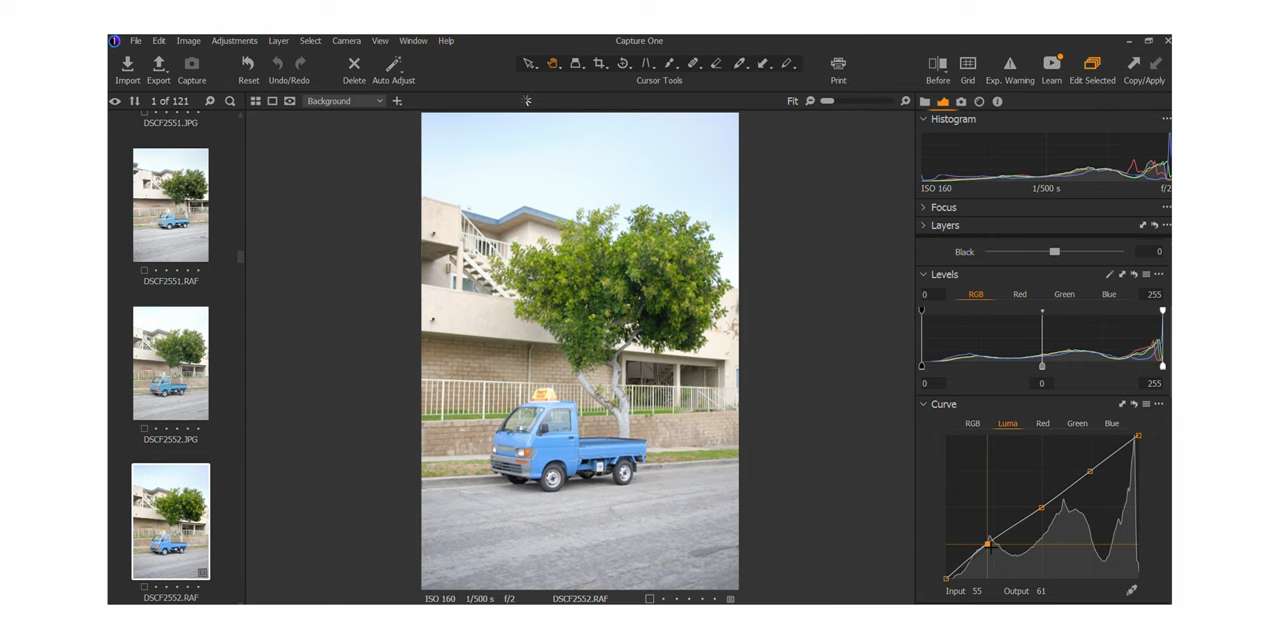 File Edit Image Adjustments Layer Select Camera View Window Help
Capture One
Import Export Capture Reset Undo/Redo Delete Auto Adjust Cursor Tools Print Before Grid Exp. Warning Learn Edit Selected Copy/Apply
1 of 121
Background
Fit
DSCF2551.JPG
DSCF2551.RAF
DSCF2552.JPG
DSCF2552.RAF
ISO 160 1/500 s f/2 DSCF2552.RAF
Histogram
ISO 160 1/500 s f/2
Focus
Layers
Black 0
Levels
0 RGB Red Green Blue 255
0 0 255
Curve
RGB Luma Red Green Blue
Input 55 Output 61